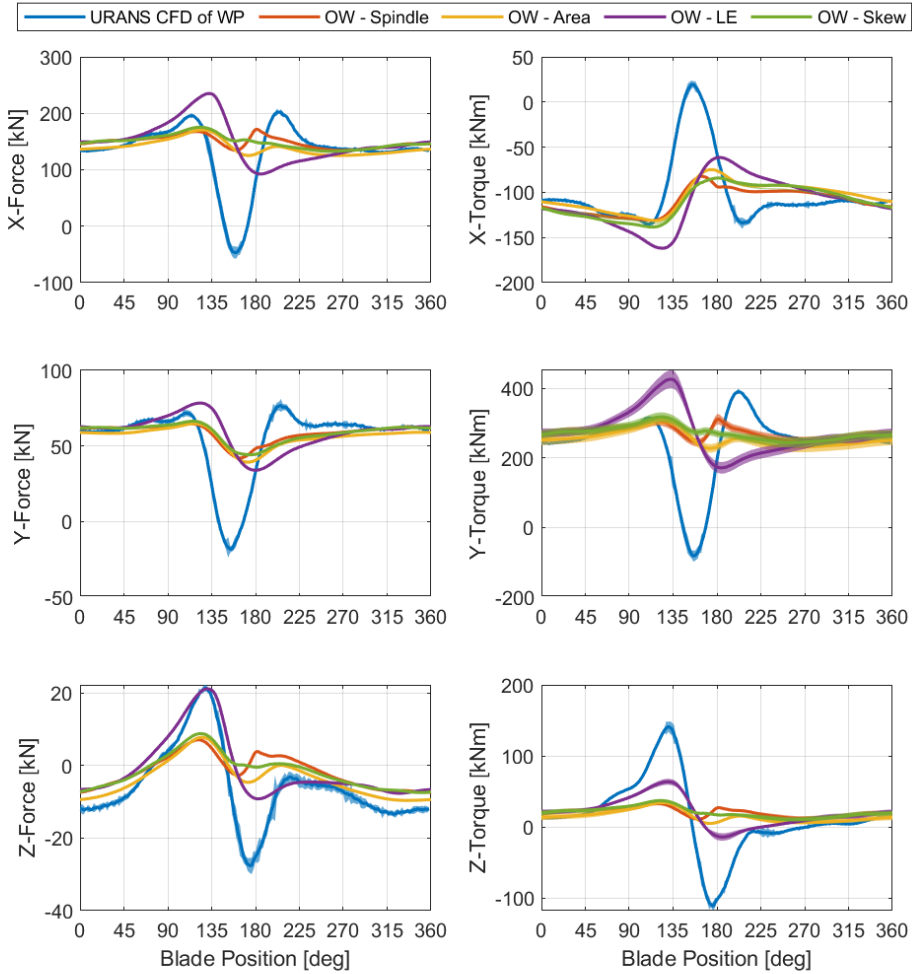 URANS CFD of WP OW - Spindle OW - Area OW - LE OW - Skew
300
200
100
0
-100
X-Force [kN]
0 45 90 135 180 225 270 315 360
50
0
-50
-100
-150
-200
X-Torque [kNm]
0 45 90 135 180 225 270 315 360
100
50
0
-50
Y-Force [kN]
0 45 90 135 180 225 270 315 360
400
200
0
-200
Y-Torque [kNm]
0 45 90 135 180 225 270 315 360
20
0
-20
-40
Z-Force [kN]
0 45 90 135 180 225 270 315 360
Blade Position [deg]
200
100
0
-100
Z-Torque [kNm]
0 45 90 135 180 225 270 315 360
Blade Position [deg]